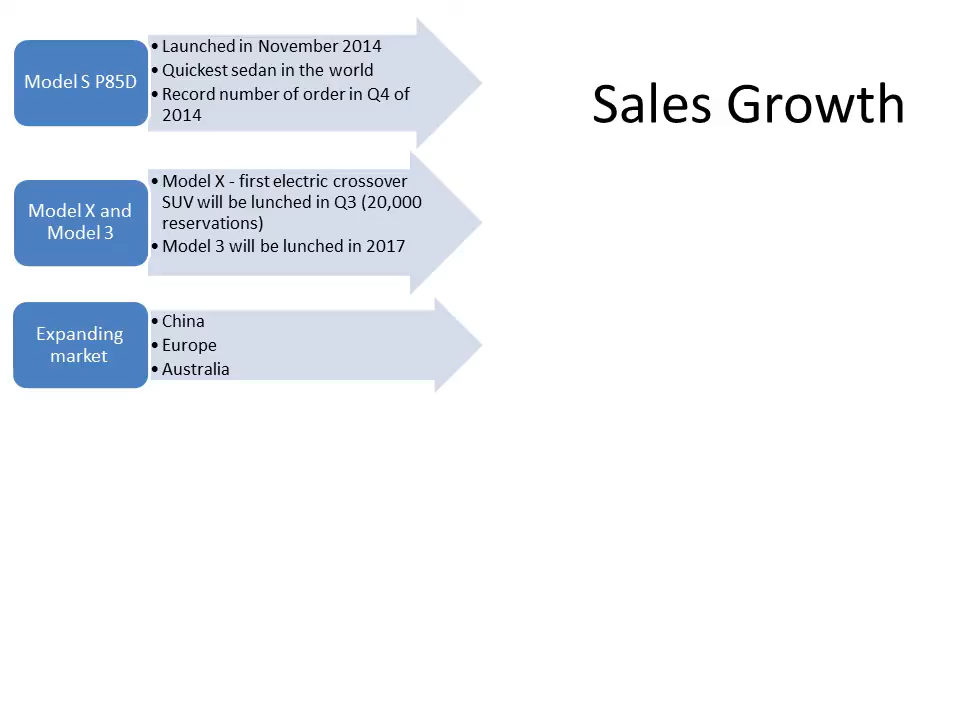 Sales Growth
Model S P85D
• Launched in November 2014
• Quickest sedan in the world
• Record number of order in Q4 of
2014
Model X and
Model 3
• Model X - first electric crossover
SUV will be lunched in Q3 (20,000
reservations)
• Model 3 will be lunched in 2017
Expanding
market
• China
• Europe
• Australia